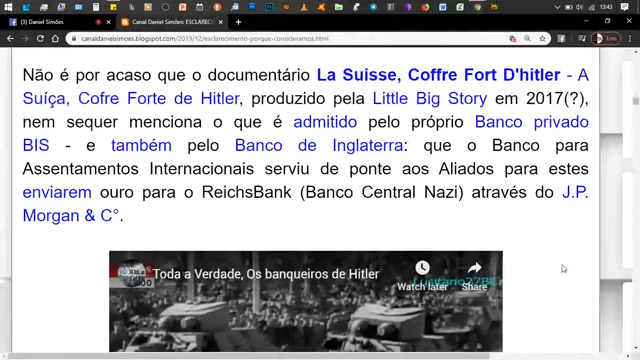 (3) Daniel Simões
Canal Daniel Simões: ESCLARECI
13:43
canaldanielsimoes.blogspot.com/2019/12/esclarecimento-porque-consideramos.html
Não é por acaso que o documentário La Suisse, Coffre Fort D'hitler - A
Suíça, Cofre Forte de Hitler, produzido pela Little Big Story em 2017(?),
nem sequer menciona o que é admitido pelo próprio Banco privado
BIS - e também pelo Banco de Inglaterra: que o Banco para
Assentamentos Internacionais serviu de ponte aos Aliados para estes
enviarem ouro para o ReichsBank (Banco Central Nazi) através do J.P.
Morgan & C°.
Toda a Verdade, Os banqueiros de Hitler
Watch later
Share